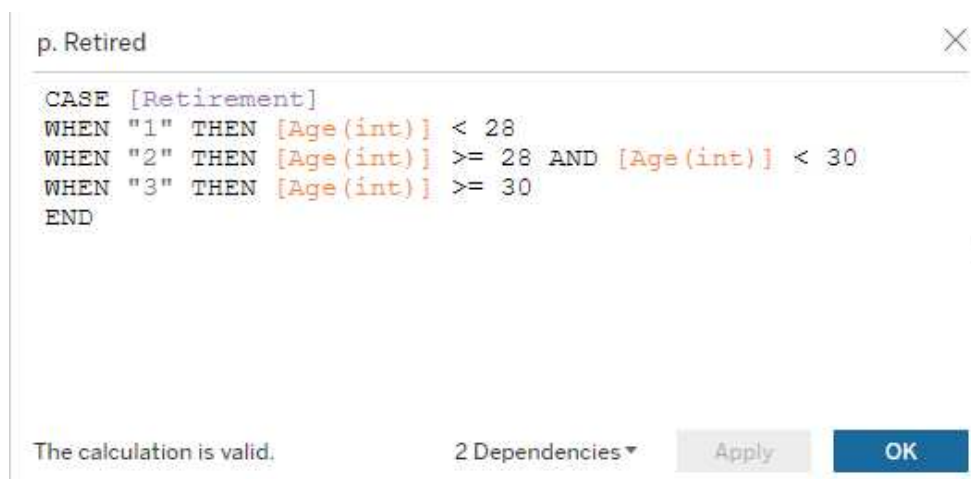 p. Retired
CASE [Retirement]
WHEN "1" THEN [Age(int)] < 28
WHEN "2" THEN [Age(int)] >= 28 AND [Age(int)] < 30
WHEN "3" THEN [Age(int)] >= 30
END
The calculation is valid. 2 Dependencies▾ Apply OK